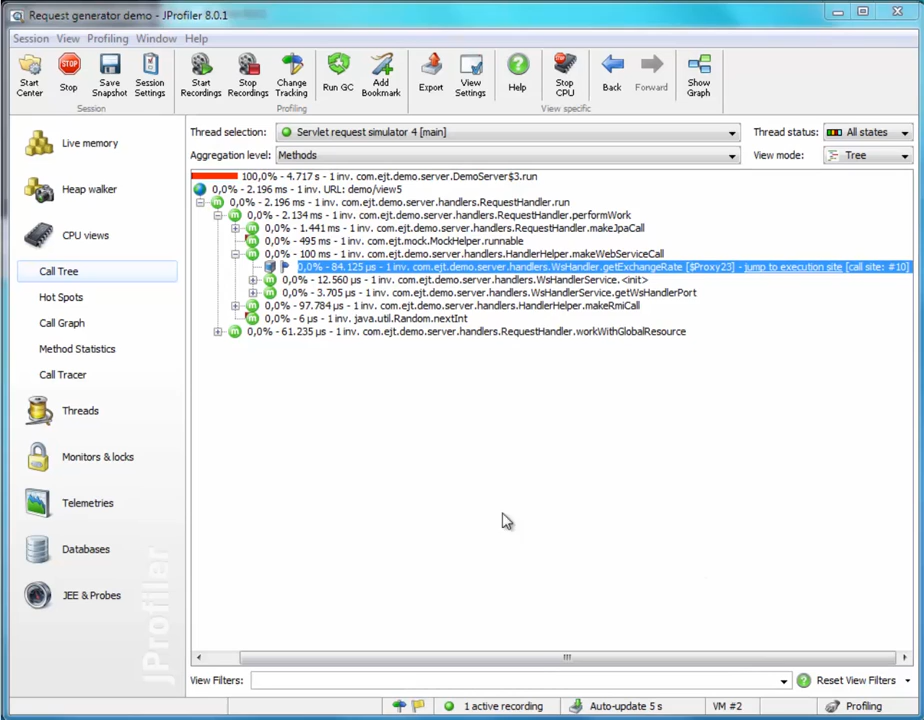 Request generator demo - JProfiler 8.0.1
Session View Profiling Window Help
Start Center
Stop
Save Snapshot
Session Settings
Start Recordings
Stop Recordings
Change Tracking
Run GC
Add Bookmark
Export
View Settings
Help
Stop CPU
Back
Forward
Show Graph
Session
Profiling
View specific
Live memory
Heap walker
CPU views
Call Tree
Hot Spots
Call Graph
Method Statistics
Call Tracer
Threads
Monitors & locks
Telemetries
Databases
JEE & Probes
JProfiler
Thread selection: Servlet request simulator 4 [main] Thread status: All states
Aggregation level: Methods View mode: Tree
100,0% - 4.717 s - 1 inv. com.ejt.demo.server.DemoServer$3.run
0,0% - 2.196 ms - 1 inv. URL: demo/view5
m 0,0% - 2.196 ms - 1 inv. com.ejt.demo.server.handlers.RequestHandler.run
m 0,0% - 2.134 ms - 1 inv. com.ejt.demo.server.handlers.RequestHandler.performWork
m 0,0% - 1.441 ms - 1 inv. com.ejt.demo.server.handlers.RequestHandler.makeJpaCall
m 0,0% - 495 ms - 1 inv. com.ejt.mock.MockHelper.runnable
m 0,0% - 100 ms - 1 inv. com.ejt.demo.server.handlers.HandlerHelper.makeWebServiceCall
0,0% - 84.125 µs - 1 inv. com.ejt.demo.server.handlers.WsHandler.getExchangeRate [$Proxy23] - jump to execution site [call site: #10]
m 0,0% - 12.560 µs - 1 inv. com.ejt.demo.server.handlers.WsHandlerService.<init>
m 0,0% - 3.705 µs - 1 inv. com.ejt.demo.server.handlers.WsHandlerService.getWsHandlerPort
m 0,0% - 97.784 µs - 1 inv. com.ejt.demo.server.handlers.HandlerHelper.makeRmiCall
m 0,0% - 6 µs - 1 inv. java.util.Random.nextInt
m 0,0% - 61.235 µs - 1 inv. com.ejt.demo.server.handlers.RequestHandler.workWithGlobalResource
View Filters: Reset View Filters
1 active recording Auto-update 5 s VM #2 Profiling